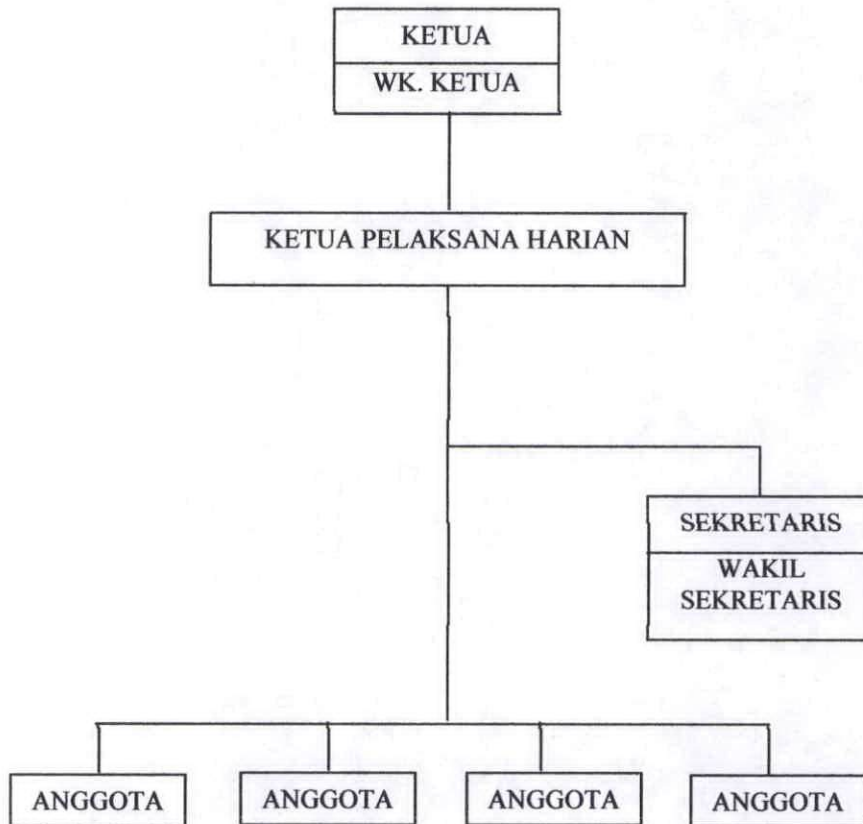 KETUA
WK. KETUA
KETUA PELAKSANA HARIAN
SEKRETARIS
WAKIL
SEKRETARIS
ANGGOTA
ANGGOTA
ANGGOTA
ANGGOTA